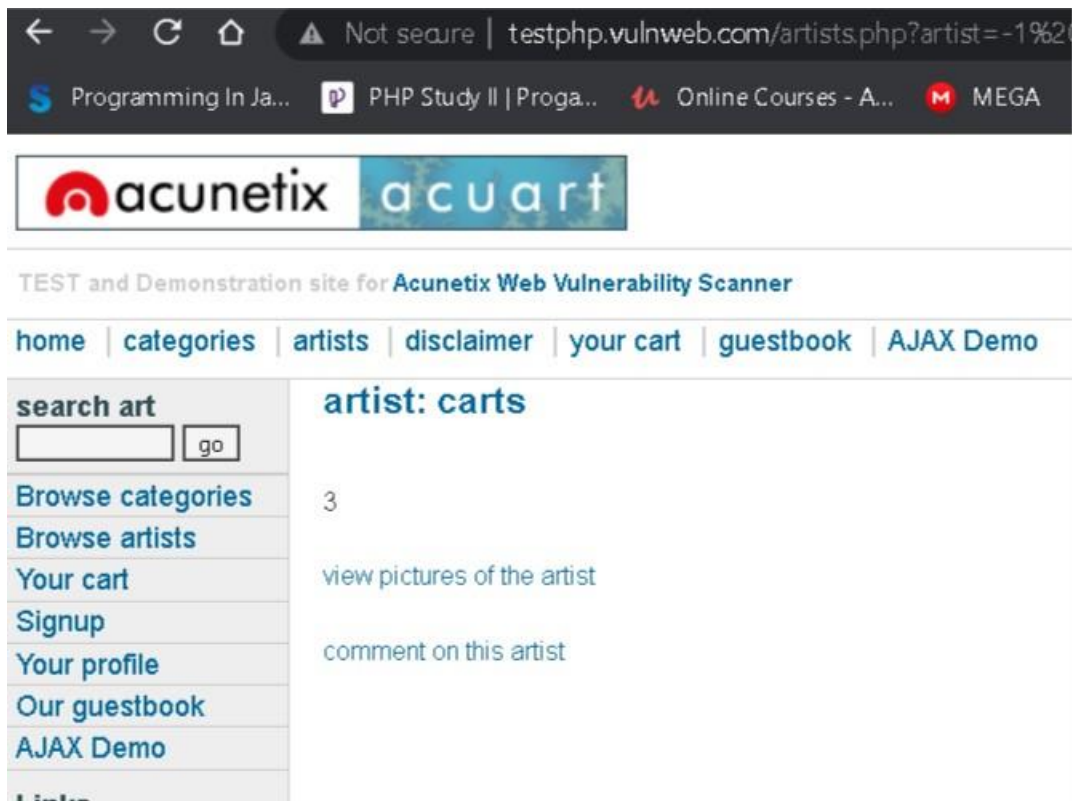 Not secure | testphp.vulnweb.com/artists.php?artist=-1%20
Programming In Ja... PHP Study II | Proga... Online Courses - A... MEGA
acunetix acuart
TEST and Demonstration site for Acunetix Web Vulnerability Scanner
home | categories | artists | disclaimer | your cart | guestbook | AJAX Demo
search art
go
Browse categories
Browse artists
Your cart
Signup
Your profile
Our guestbook
AJAX Demo
Links
artist: carts
3
view pictures of the artist
comment on this artist